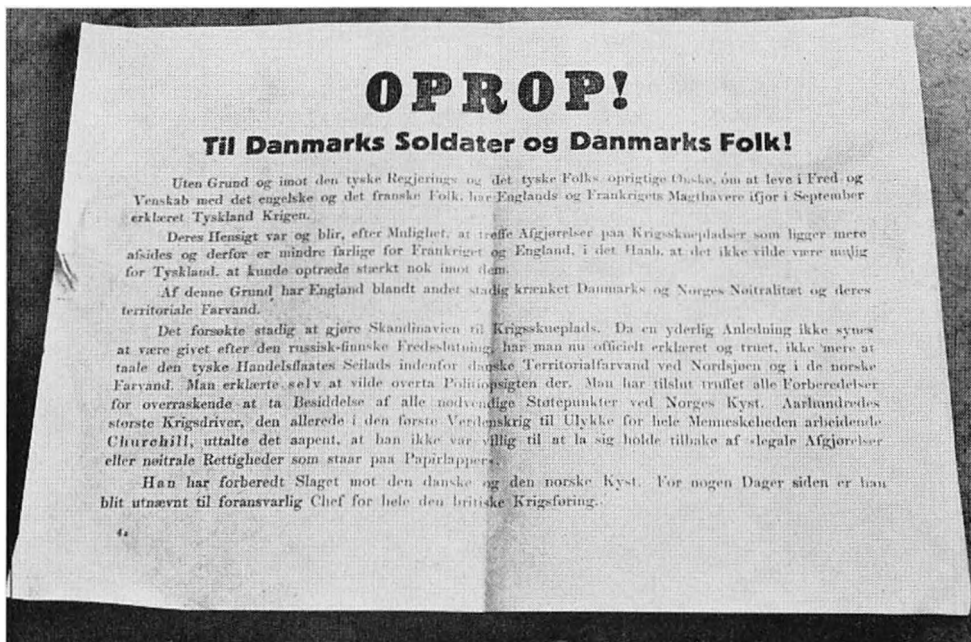 OPROP!
Til Danmarks Soldater og Danmarks Folk!
Uten Grund og imot den tyske Regjerings og det tyske Folks oprigtige Ønske, om at leve i Fred og
Venskab med det engelske og det franske Folk, har Englands og Frankrigets Magthavere ifjor i September
erklæret Tyskland Krigen.
Deres Hensigt var og blir, efter Mulighet, at treffe Afgjørelser paa Krigsskuepladser som ligger mere
afsides og derfor er mindre farlige for Frankriget og England, i det Haab, at det ikke vilde være mulig
for Tyskland, at kunde optræde stærkt nok imot dem.
Af denne Grund har England blandt andet stadig krænket Danmarks og Norges Nøitralitæt og deres
territoriale Farvand.
Det forsøkte stadig at gjøre Skandinavien til Krigsskueplads. Da en yderlig Anledning ikke synes
at være givet efter den russisk-finnske Fredsslutning, har man nu officielt erklæret og truet, ikke mere at
taale den tyske Handelsflaates Seilads indenfor danske Territorialfarvand ved Nordsjøen og i de norske
Farvand. Man erklærte selv at vilde overta Politiopsigten der. Man har tilslut truffet alle Forberedelser
for overraskende at ta Besiddelse af alle nødvendige Støtepunkter ved Norges Kyst. Aarhundredes
største Krigsdriver, den allerede i den første Verdenskrig til Ulykke for hele Menneskeheden arbeidende
Churchill, uttalte det aapent, at han ikke var villig til at la sig holde tilbake af »legale Afgjørelser
eller nøitrale Rettigheder som staar paa Papirlapper«.
Han har forberedt Slaget mot den danske og den norske Kyst. For nogen Dager siden er han
blit utnævnt til foransvarlig Chef for hele den britiske Krigsføring.
4a